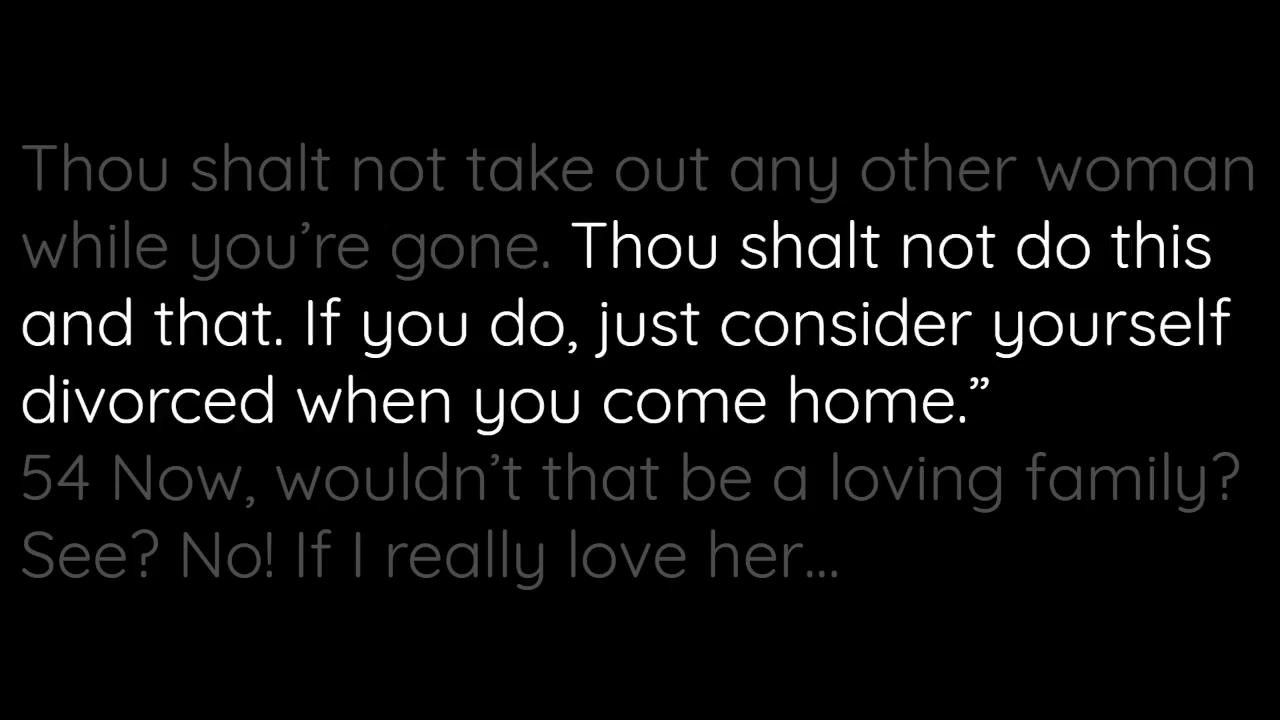 Thou shalt not take out any other woman
while you’re gone. Thou shalt not do this
and that. If you do, just consider yourself
divorced when you come home.”
54 Now, wouldn’t that be a loving family?
See? No! If I really love her...